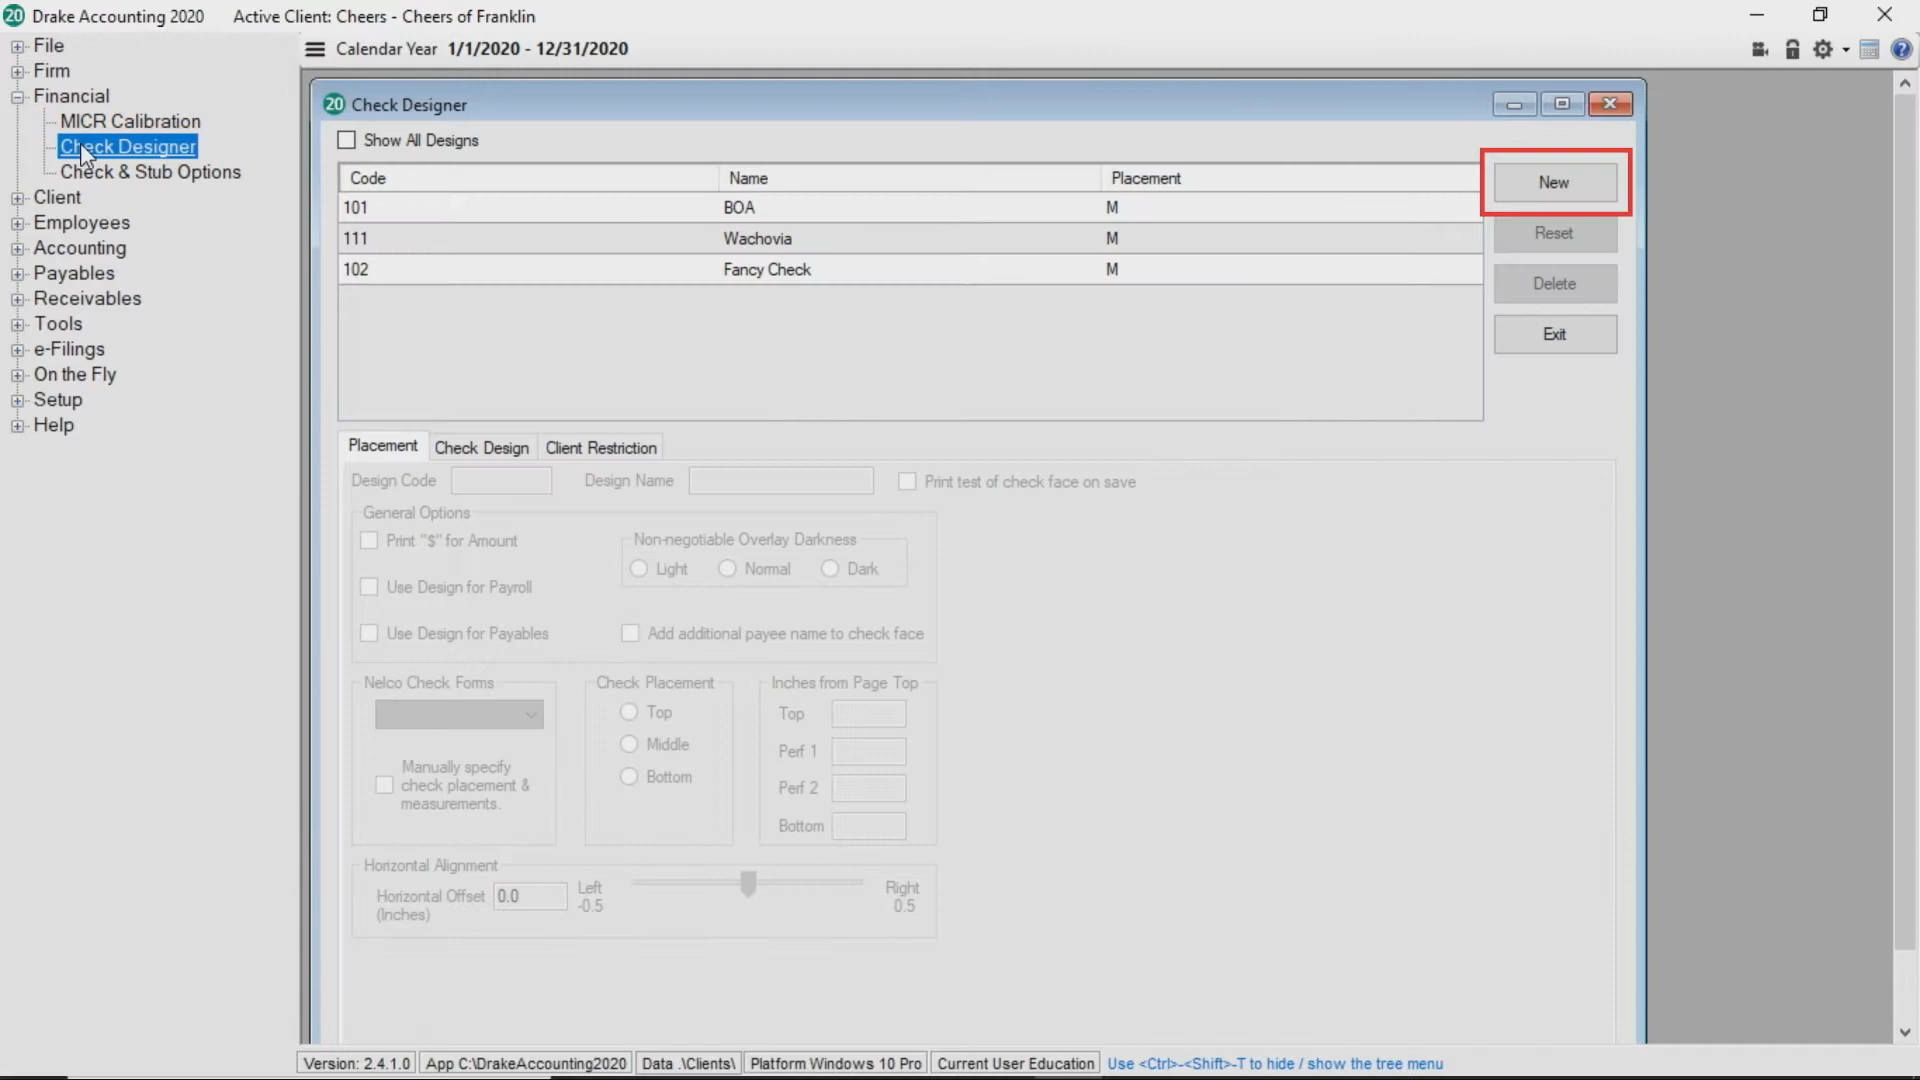 20 Drake Accounting 2020 Active Client: Cheers - Cheers of Franklin
File
Firm
Financial
MICR Calibration
Check Designer
Check & Stub Options
Client
Employees
Accounting
Payables
Receivables
Tools
e-Filings
On the Fly
Setup
Help
Calendar Year 1/1/2020 - 12/31/2020
20 Check Designer
Show All Designs
Code Name Placement
101 BOA M
111 Wachovia M
102 Fancy Check M
New
Reset
Delete
Exit
Placement Check Design Client Restriction
Design Code Design Name Print test of check face on save
General Options
Print "$" for Amount
Non-negotiable Overlay Darkness
Light Normal Dark
Use Design for Payroll
Use Design for Payables Add additional payee name to check face
Nelco Check Forms
Manually specify
check placement &
measurements.
Check Placement
Top
Middle
Bottom
Inches from Page Top
Top
Perf 1
Perf 2
Bottom
Horizontal Alignment
Horizontal Offset 0.0
(Inches)
Left
-0.5
Right
0.5
Version: 2.4.1.0 App C:\DrakeAccounting2020 Data .\Clients\ Platform Windows 10 Pro Current User Education Use <Ctrl>-<Shift>-T to hide / show the tree menu